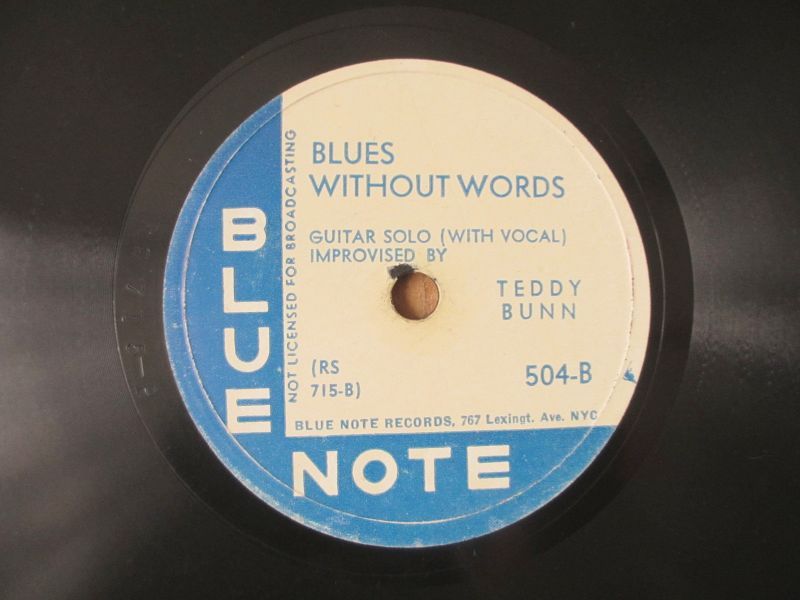 BLUE
NOTE
NOT LICENSED FOR BROADCASTING
BLUES
WITHOUT WORDS
GUITAR SOLO (WITH VOCAL)
IMPROVISED BY
TEDDY
BUNN
(RS
715-B)
504-B
BLUE NOTE RECORDS, 767 Lexingt. Ave. NYC